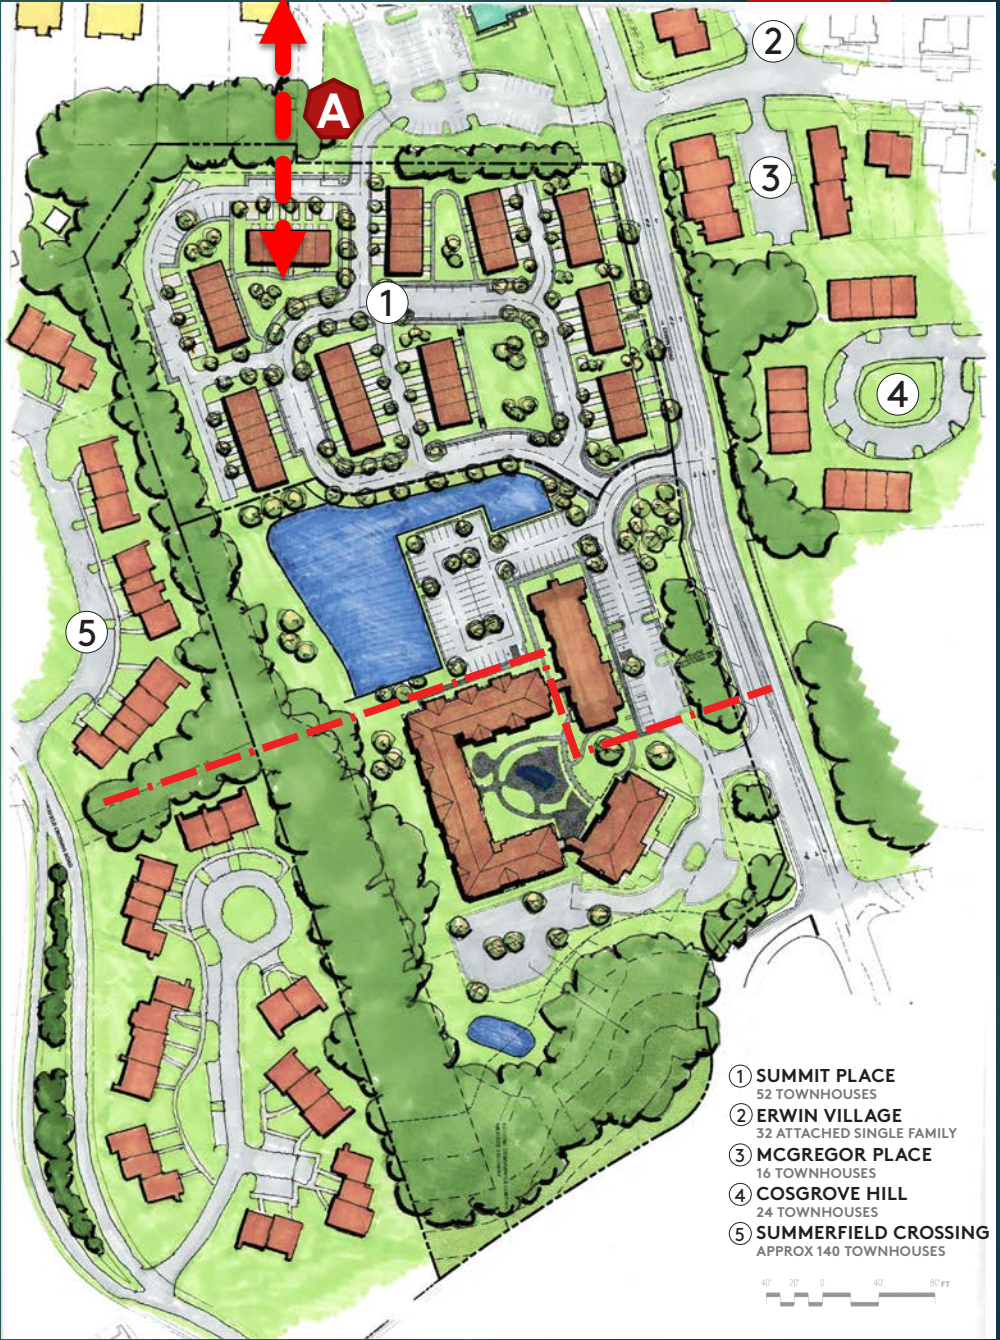 A
2
3
1
4
5
1 SUMMIT PLACE
52 TOWNHOUSES
2 ERWIN VILLAGE
32 ATTACHED SINGLE FAMILY
3 MCGREGOR PLACE
16 TOWNHOUSES
4 COSGROVE HILL
24 TOWNHOUSES
5 SUMMERFIELD CROSSING
APPROX 140 TOWNHOUSES
40' 20' 0 40' 80' FT